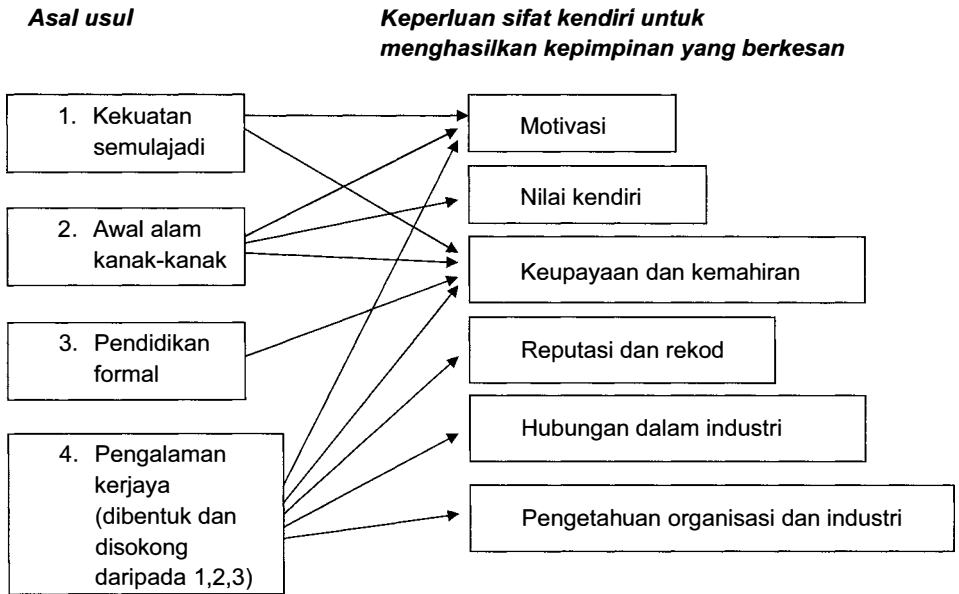 Asal usul
Keperluan sifat kendiri untuk
menghasilkan kepimpinan yang berkesan
1. Kekuatan
semulajadi
2. Awal alam
kanak-kanak
3. Pendidikan
formal
4. Pengalaman
kerjaya
(dibentuk dan
disokong
daripada 1,2,3)
Motivasi
Nilai kendiri
Keupayaan dan kemahiran
Reputasi dan rekod
Hubungan dalam industri
Pengetahuan organisasi dan industri